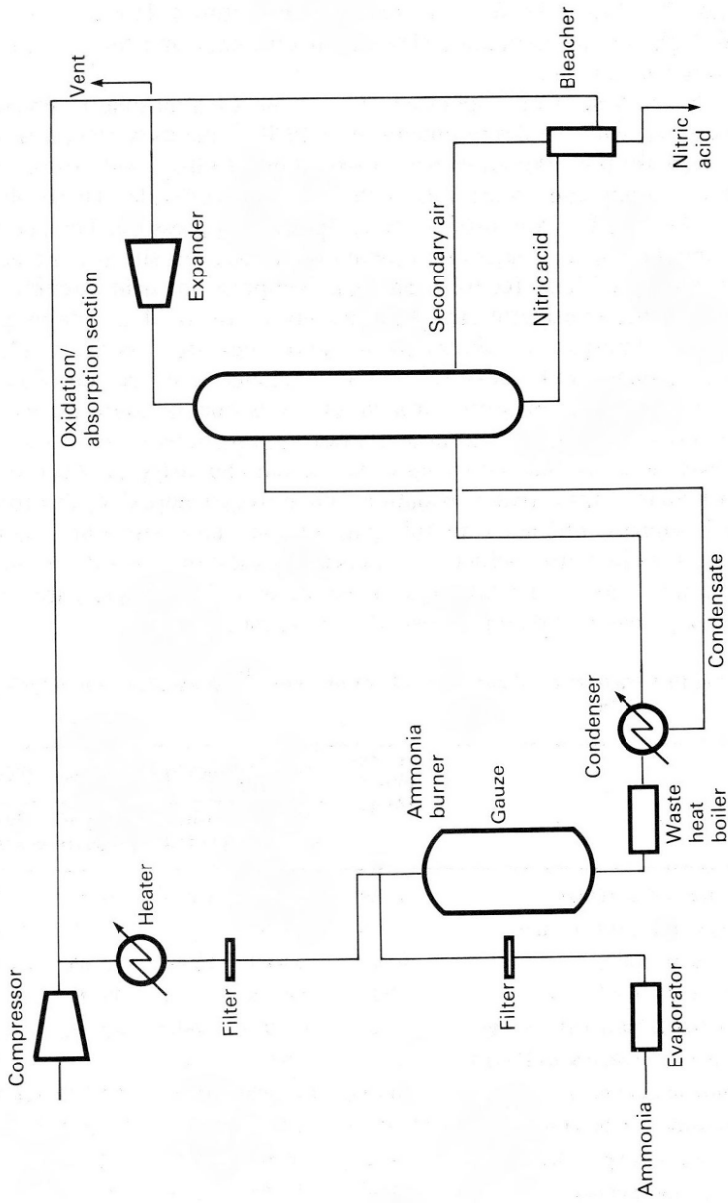 Compressor
Heater
Filter
Filter
Evaporator
Ammonia
Ammonia
burner
Gauze
Waste
heat
boiler
Condenser
Condensate
Oxidation/
absorption section
Expander
Vent
Secondary air
Nitric acid
Bleacher
Nitric
acid